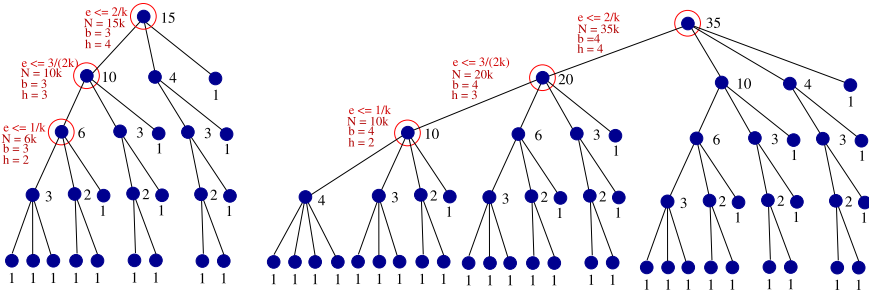 e <= 2/k
N = 15k
b = 3
h = 4
15
e <= 3/(2k)
N = 10k
b = 3
h = 3
10 4 1
e <= 1/k
N = 6k
b = 3
h = 2
6 3 1 3 1
3 2 1 2 1 2 1
1 1 1 1 1 1 1 1 1
e <= 2/k
N = 35k
b =4
h = 4
35
e <= 3/(2k)
N = 20k
b = 4
h = 3
20 10 4 1
e <= 1/k
N = 10k
b = 4
h = 2
10 6 3 1 6 3 1 3 1
4 3 2 1 3 2 1 2 1 3 2 1 2 1 2 1
1 1 1 1 1 1 1 1 1 1 1 1 1 1 1 1 1 1 1 1 1 1 1 1 1